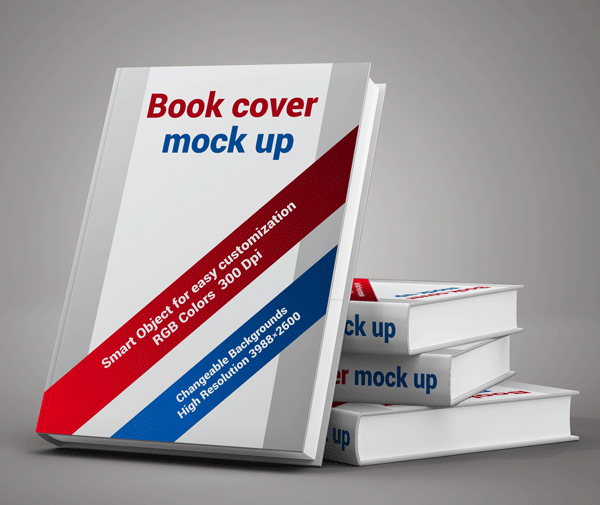 Book cover
mock up
Smart Object for easy customization
RGB Colors 300 Dpi
Changeable Backgrounds
High Resolution 3988×2600
ck up
er mock up
up